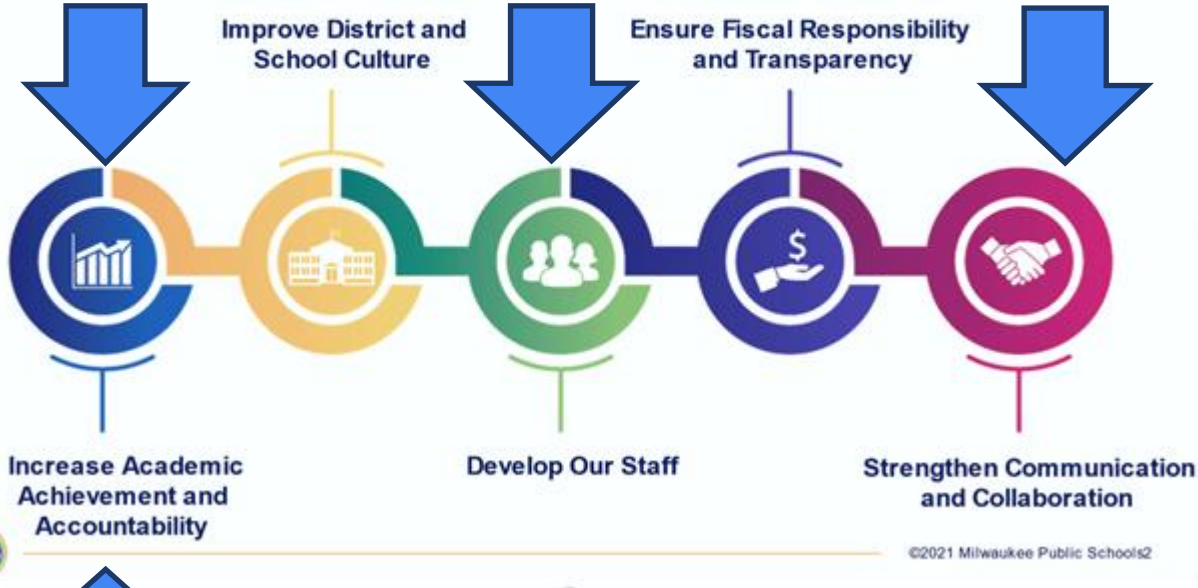 Improve District and
School Culture
Ensure Fiscal Responsibility
and Transparency
$
Increase Academic
Achievement and
Accountability
Develop Our Staff
Strengthen Communication
and Collaboration
©2021 Milwaukee Public Schools2